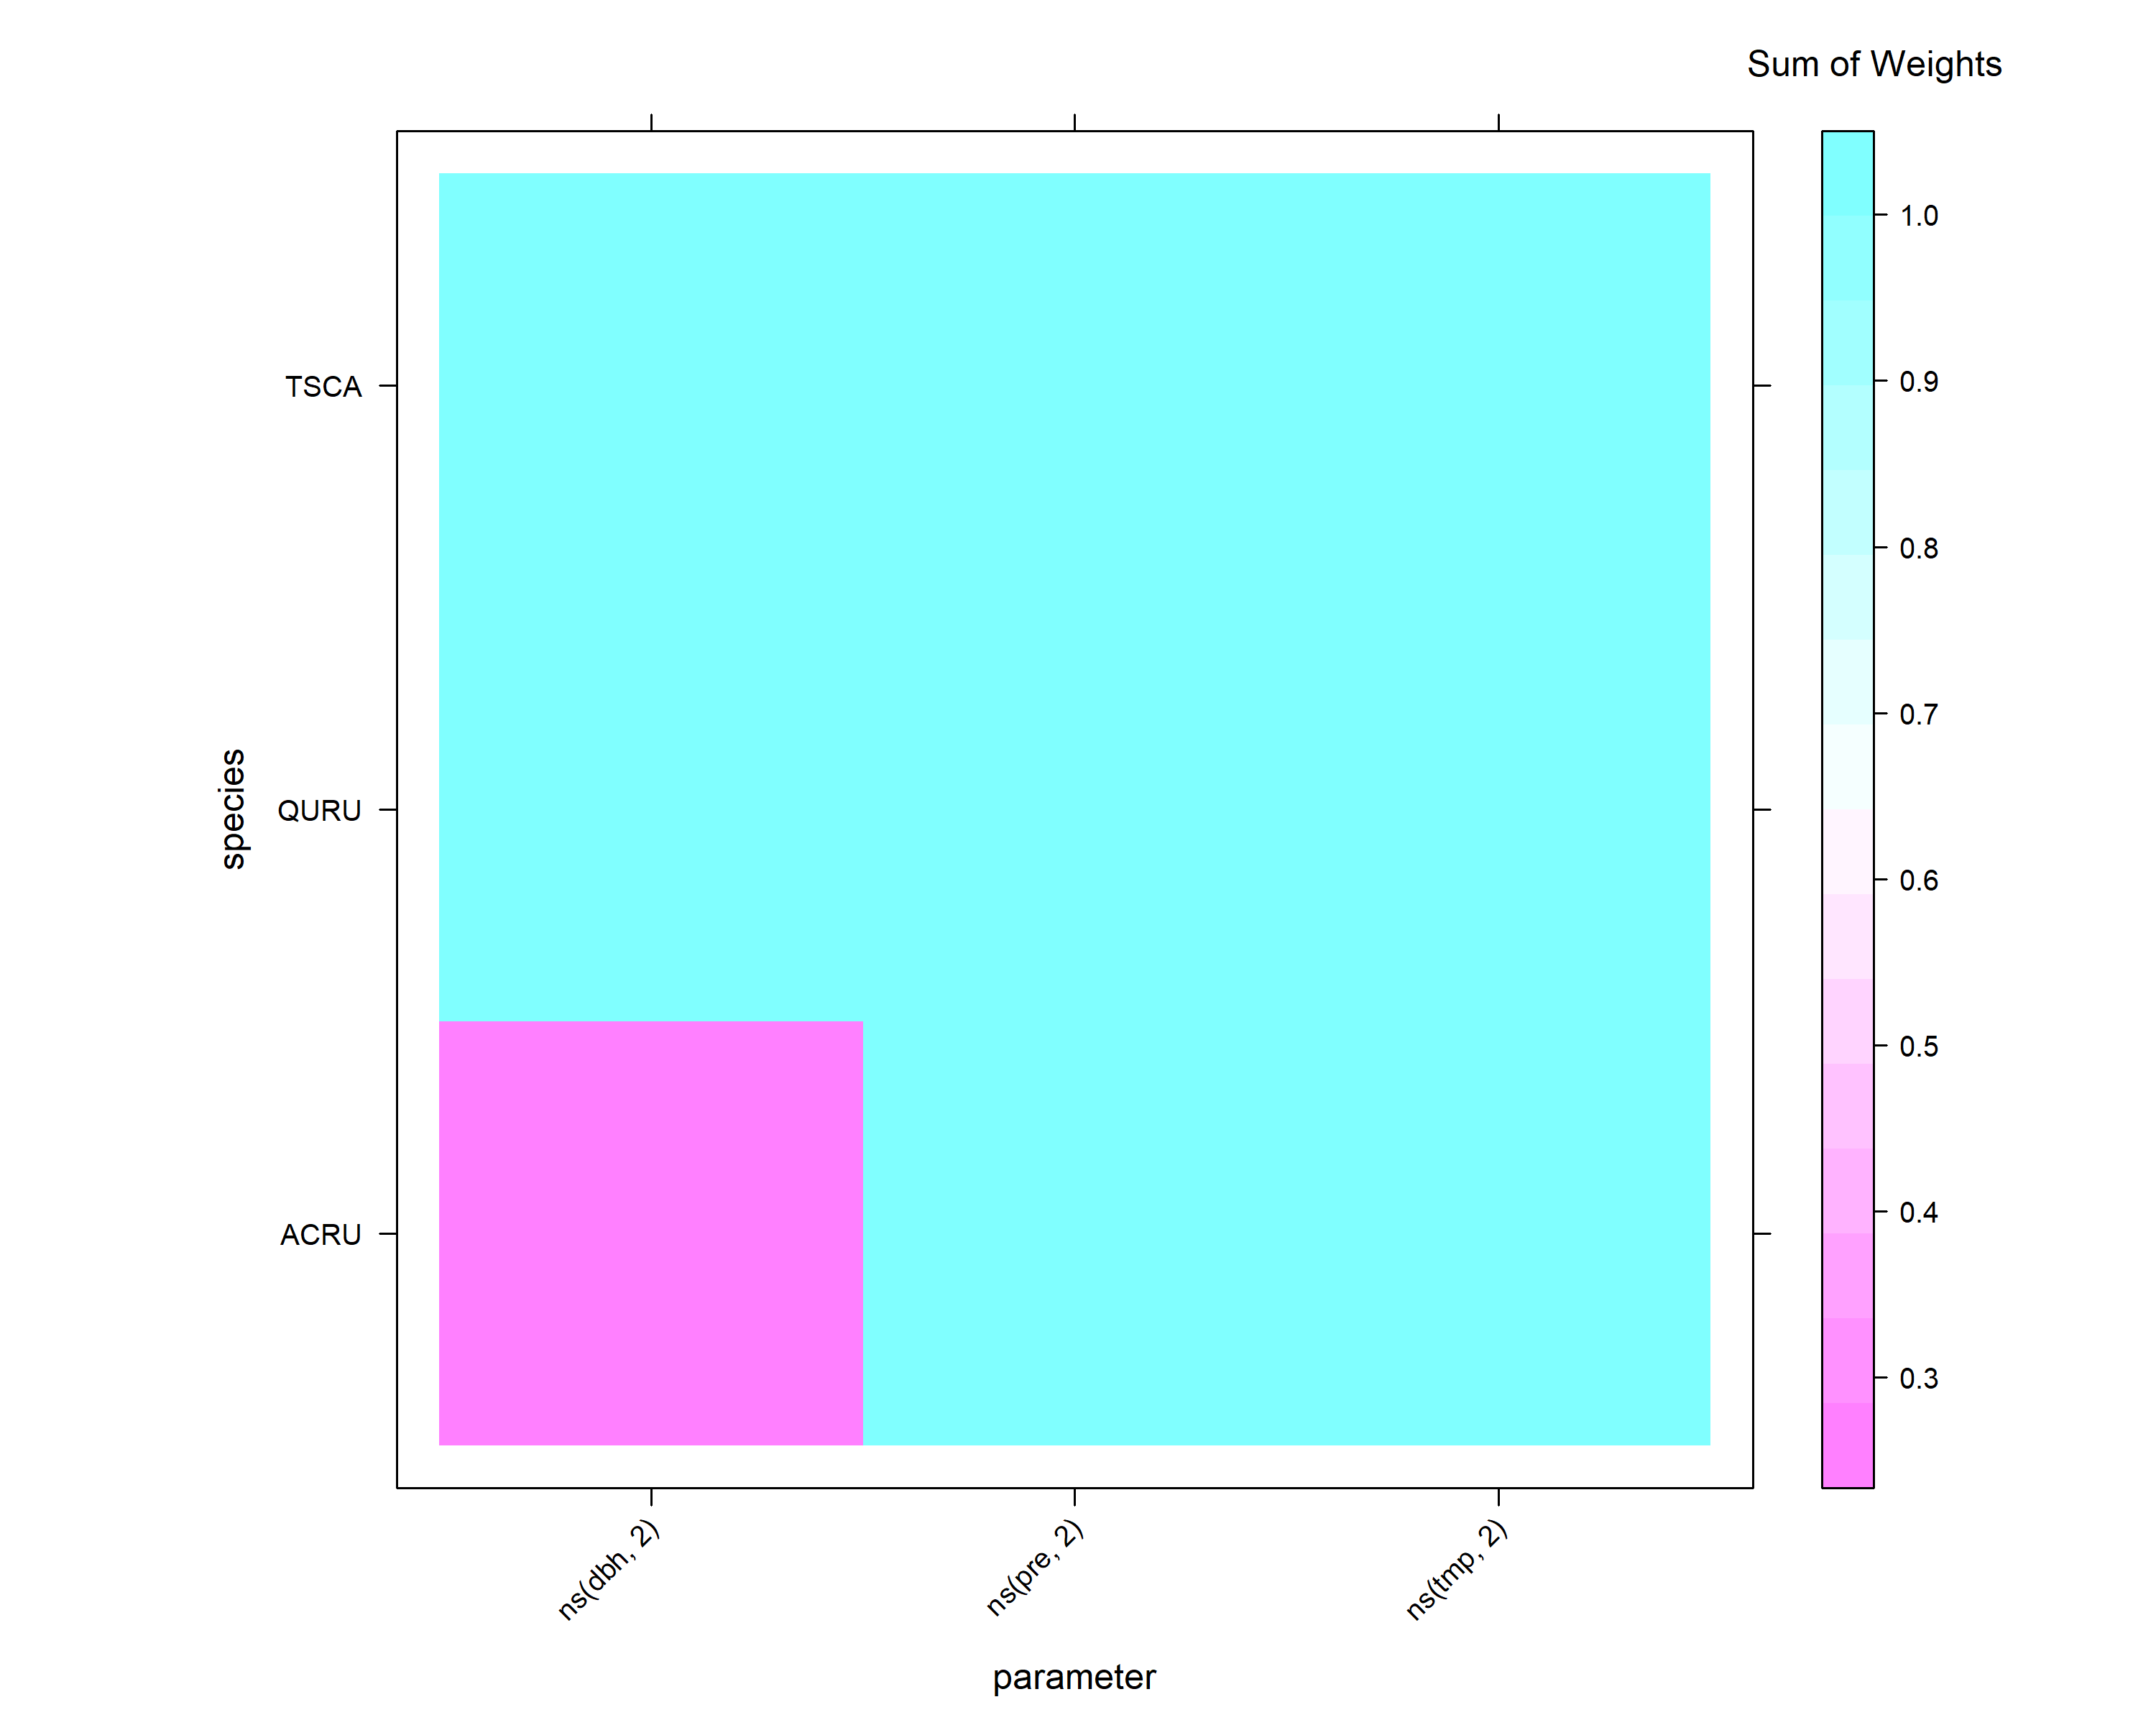 Sum of Weights
1.0
0.9
0.8
0.7
0.6
0.5
0.4
0.3
species
TSCA
QURU
ACRU
ns(dbh, 2)
ns(pre, 2)
ns(tmp, 2)
parameter